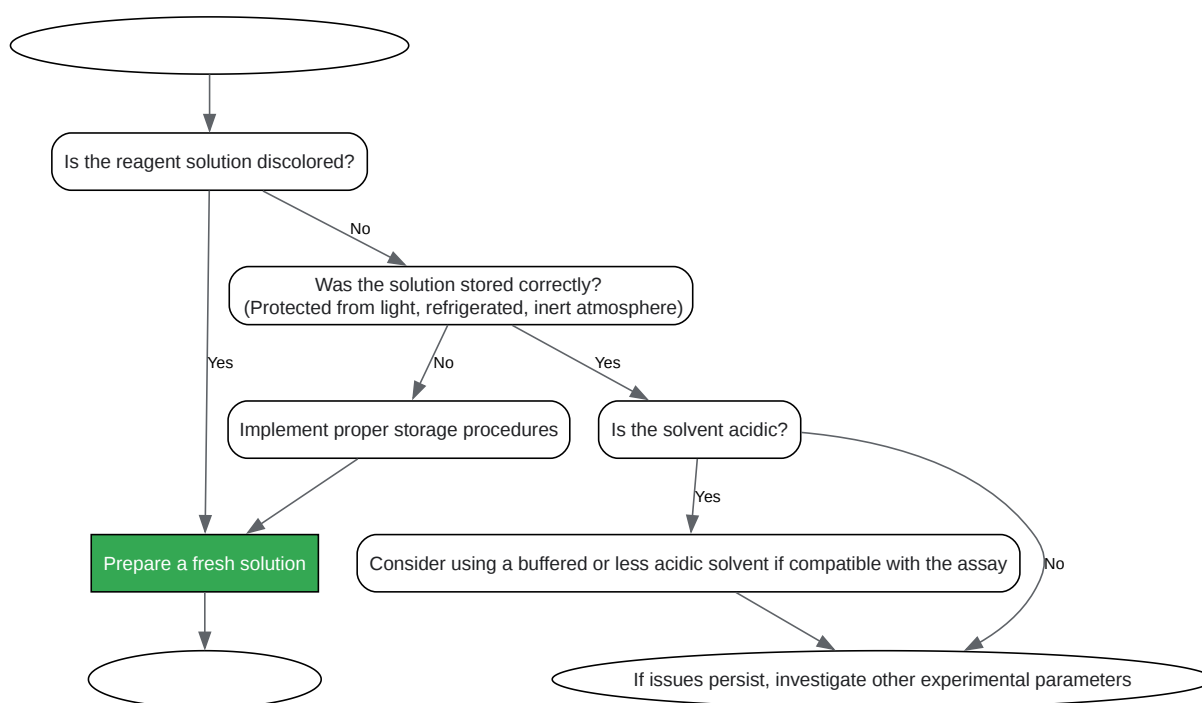 Is the reagent solution discolored?
No
Was the solution stored correctly?
(Protected from light, refrigerated, inert atmosphere)
Yes
No
Yes
Implement proper storage procedures
Is the solvent acidic?
Yes
Prepare a fresh solution
Consider using a buffered or less acidic solvent if compatible with the assay
No
If issues persist, investigate other experimental parameters